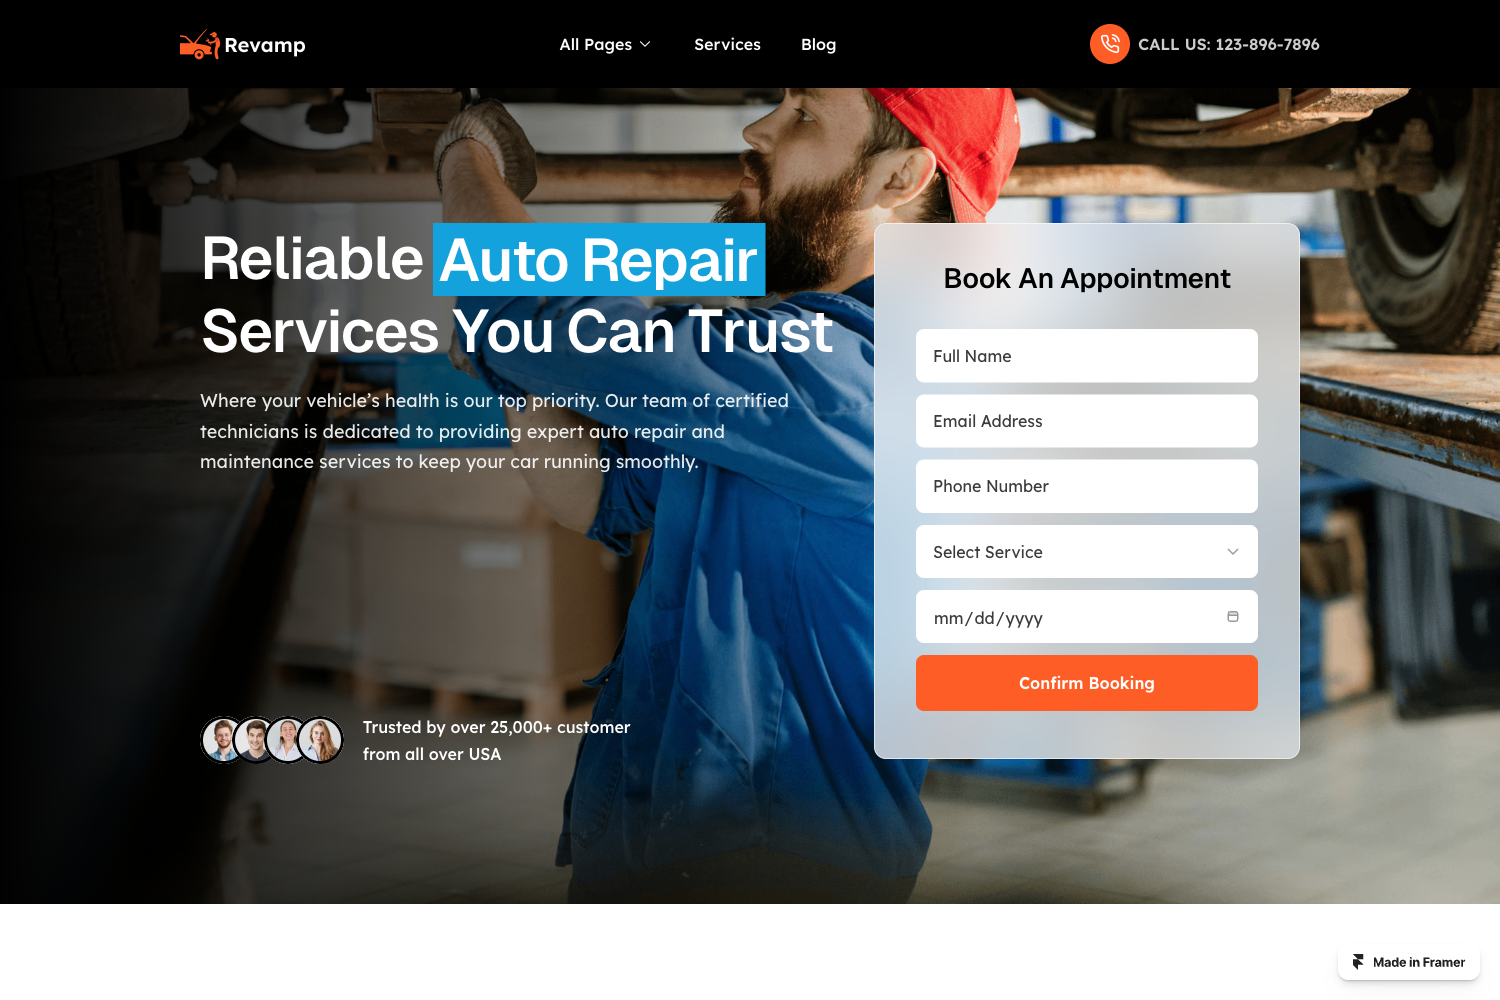 Revamp
All Pages
Services
Blog
CALL US: 123-896-7896
Reliable Auto Repair
Services You Can Trust
Where your vehicle’s health is our top priority. Our team of certified
technicians is dedicated to providing expert auto repair and
maintenance services to keep your car running smoothly.
Trusted by over 25,000+ customer
from all over USA
Book An Appointment
Full Name
Email Address
Phone Number
Select Service
mm/dd/yyyy
Confirm Booking
Made in Framer